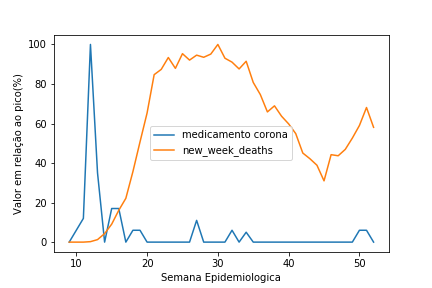 Valor em relação ao pico(%)
100
80
60
40
20
0
medicamento corona
new_week_deaths
10
20
30
40
50
Semana Epidemiologica